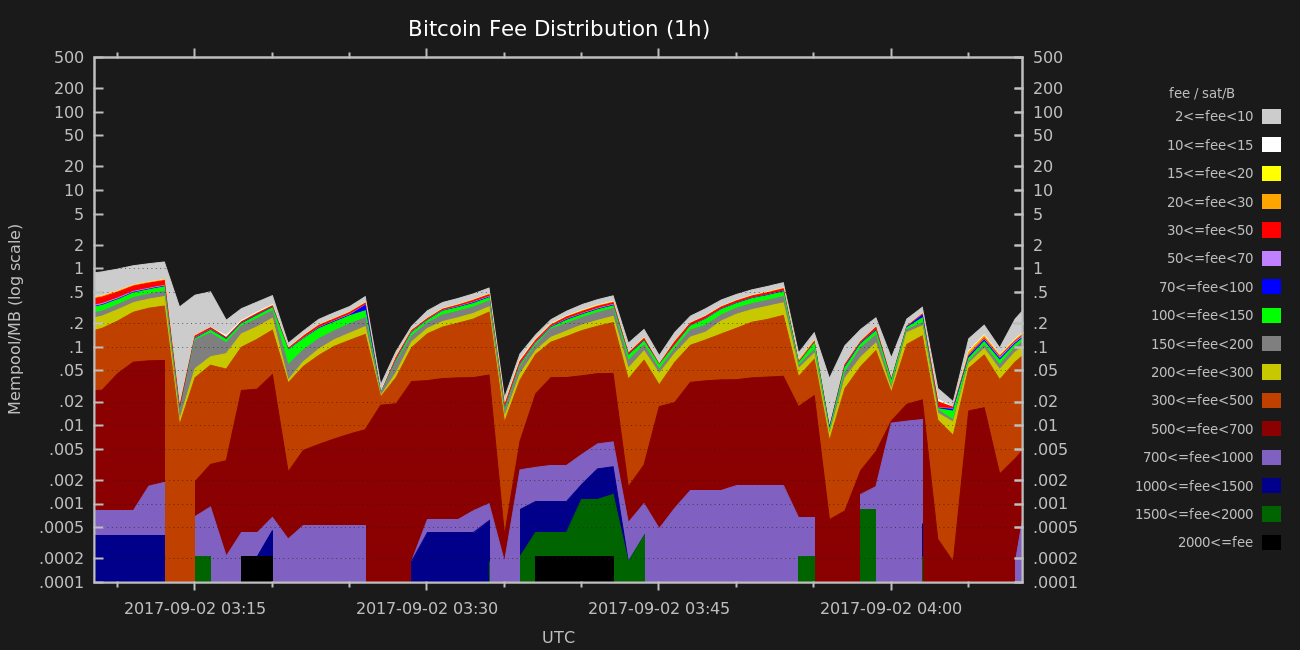 Bitcoin Fee Distribution (1h)
Mempool/MB (log scale)
500
200
100
50
20
10
5
2
1
.5
.2
.1
.05
.02
.01
.005
.002
.001
.0005
.0002
.0001
500
200
100
50
20
10
5
2
1
.5
.2
.1
.05
.02
.01
.005
.002
.001
.0005
.0002
.0001
2017-09-02 03:15 2017-09-02 03:30 2017-09-02 03:45 2017-09-02 04:00
UTC
fee / sat/B
2<=fee<10
10<=fee<15
15<=fee<20
20<=fee<30
30<=fee<50
50<=fee<70
70<=fee<100
100<=fee<150
150<=fee<200
200<=fee<300
300<=fee<500
500<=fee<700
700<=fee<1000
1000<=fee<1500
1500<=fee<2000
2000<=fee